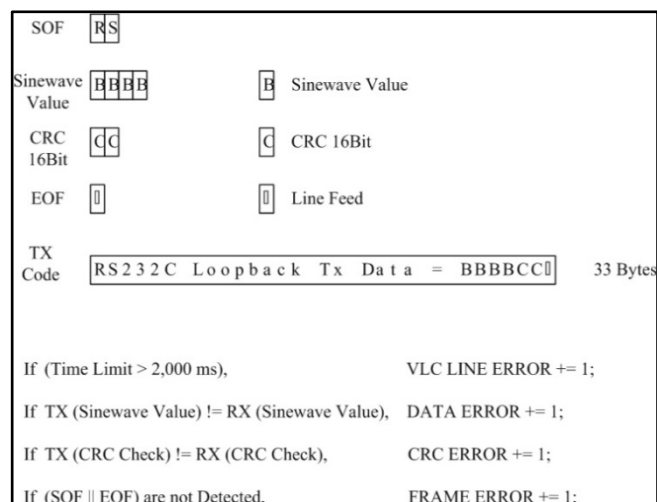 SOF RS
Sinewave Value BBBB B Sinewave Value
CRC 16Bit CC C CRC 16Bit
EOF ▯ ▯ Line Feed
TX Code RS232C Loopback Tx Data = BBBBCC▯ 33 Bytes
If (Time Limit > 2,000 ms), VLC LINE ERROR += 1;
If TX (Sinewave Value) != RX (Sinewave Value), DATA ERROR += 1;
If TX (CRC Check) != RX (CRC Check), CRC ERROR += 1;
If (SOF || EOF) are not Detected, FRAME ERROR += 1;